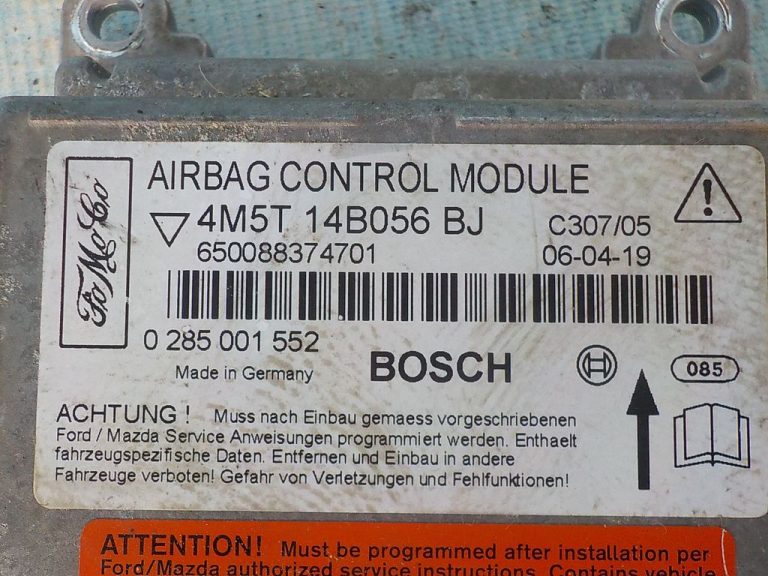 FoMoCo
AIRBAG CONTROL MODULE
4M5T 14B056 BJ
C307/05
650088374701
06-04-19
0 285 001 552
Made in Germany
BOSCH
085
ACHTUNG ! Muss nach Einbau gemaess vorgeschriebenen
Ford / Mazda Service Anweisungen programmiert werden. Enthaelt
fahrzeugspezifische Daten. Entfernen und Einbau in andere
Fahrzeuge verboten! Gefahr von Verletzungen und Fehlfunktionen!
ATTENTION! Must be programmed after installation per
Ford/Mazda authorized service instructions. Contains vehicle